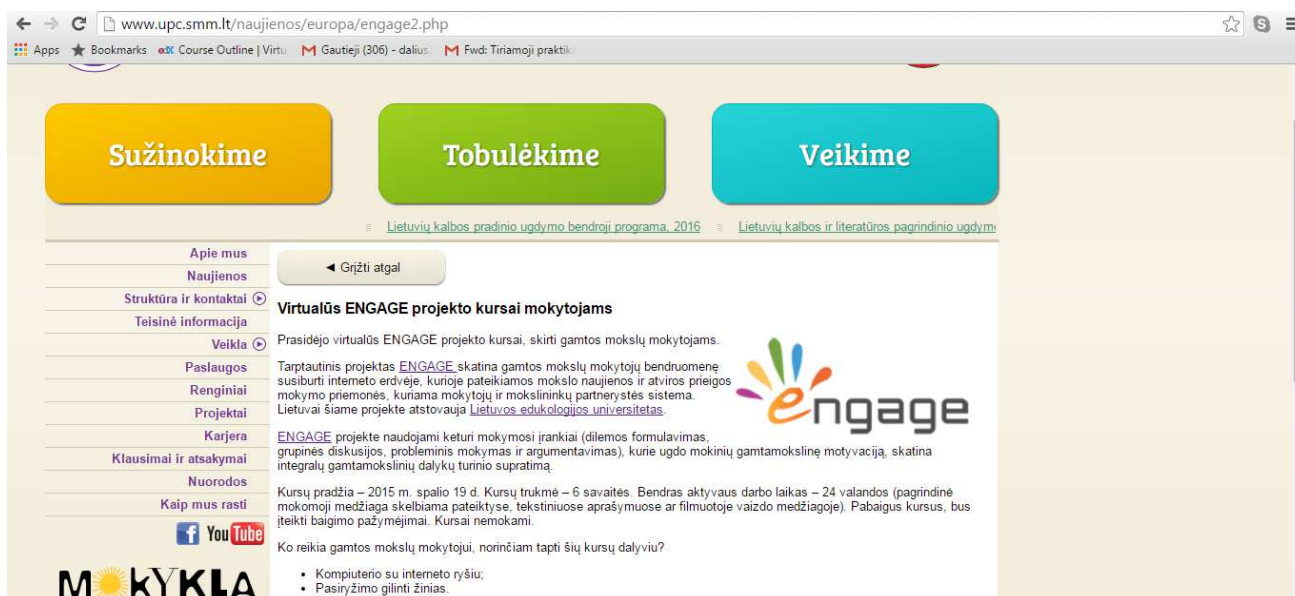 www.upc.smm.lt/naujienos/europa/engage2.php
Apps Bookmarks edX Course Outline | Virtu Gautieji (306) - dalius Fwd: Tiriamoji praktik
Sužinokime Tobulėkime Veikime
Lietuvių kalbos pradinio ugdymo bendroji programa, 2016 Lietuvių kalbos ir literatūros pagrindinio ugdym
Apie mus
Naujienos
Struktūra ir kontaktai
Teisinė informacija
Veikla
Paslaugos
Renginiai
Projektai
Karjera
Klausimai ir atsakymai
Nuorodos
Kaip mus rasti
f YouTube
MOKYKLA
◄ Grįžti atgal
Virtualūs ENGAGE projekto kursai mokytojams
Prasidėjo virtualūs ENGAGE projekto kursai, skirti gamtos mokslų mokytojams.
Tarptautinis projektas ENGAGE skatina gamtos mokslų mokytojų bendruomenę
susiburti interneto erdvėje, kurioje pateikiamos mokslo naujienos ir atviros prieigos
mokymo priemonės, kuriama mokytojų ir mokslininkų partnerystės sistema.
Lietuvai šiame projekte atstovauja Lietuvos edukologijos universitetas.
engage
ENGAGE projekte naudojami keturi mokymosi įrankiai (dilemos formulavimas,
grupinės diskusijos, probleminis mokymas ir argumentavimas), kurie ugdo mokinių gamtamokslinę motyvaciją, skatina
integralų gamtamokslinių dalykų turinio supratimą.
Kursų pradžia – 2015 m. spalio 19 d. Kursų trukmė – 6 savaitės. Bendras aktyvaus darbo laikas – 24 valandos (pagrindinė
mokomoji medžiaga skelbiama pateiktyse, tekstiniuose aprašymuose ar filmuotoje vaizdo medžiagoje). Pabaigus kursus, bus
įteikti baigimo pažymėjimai. Kursai nemokami.
Ko reikia gamtos mokslų mokytojui, norinčiam tapti šių kursų dalyviu?
• Kompiuterio su interneto ryšiu;
• Pasiryžimo gilinti žinias.